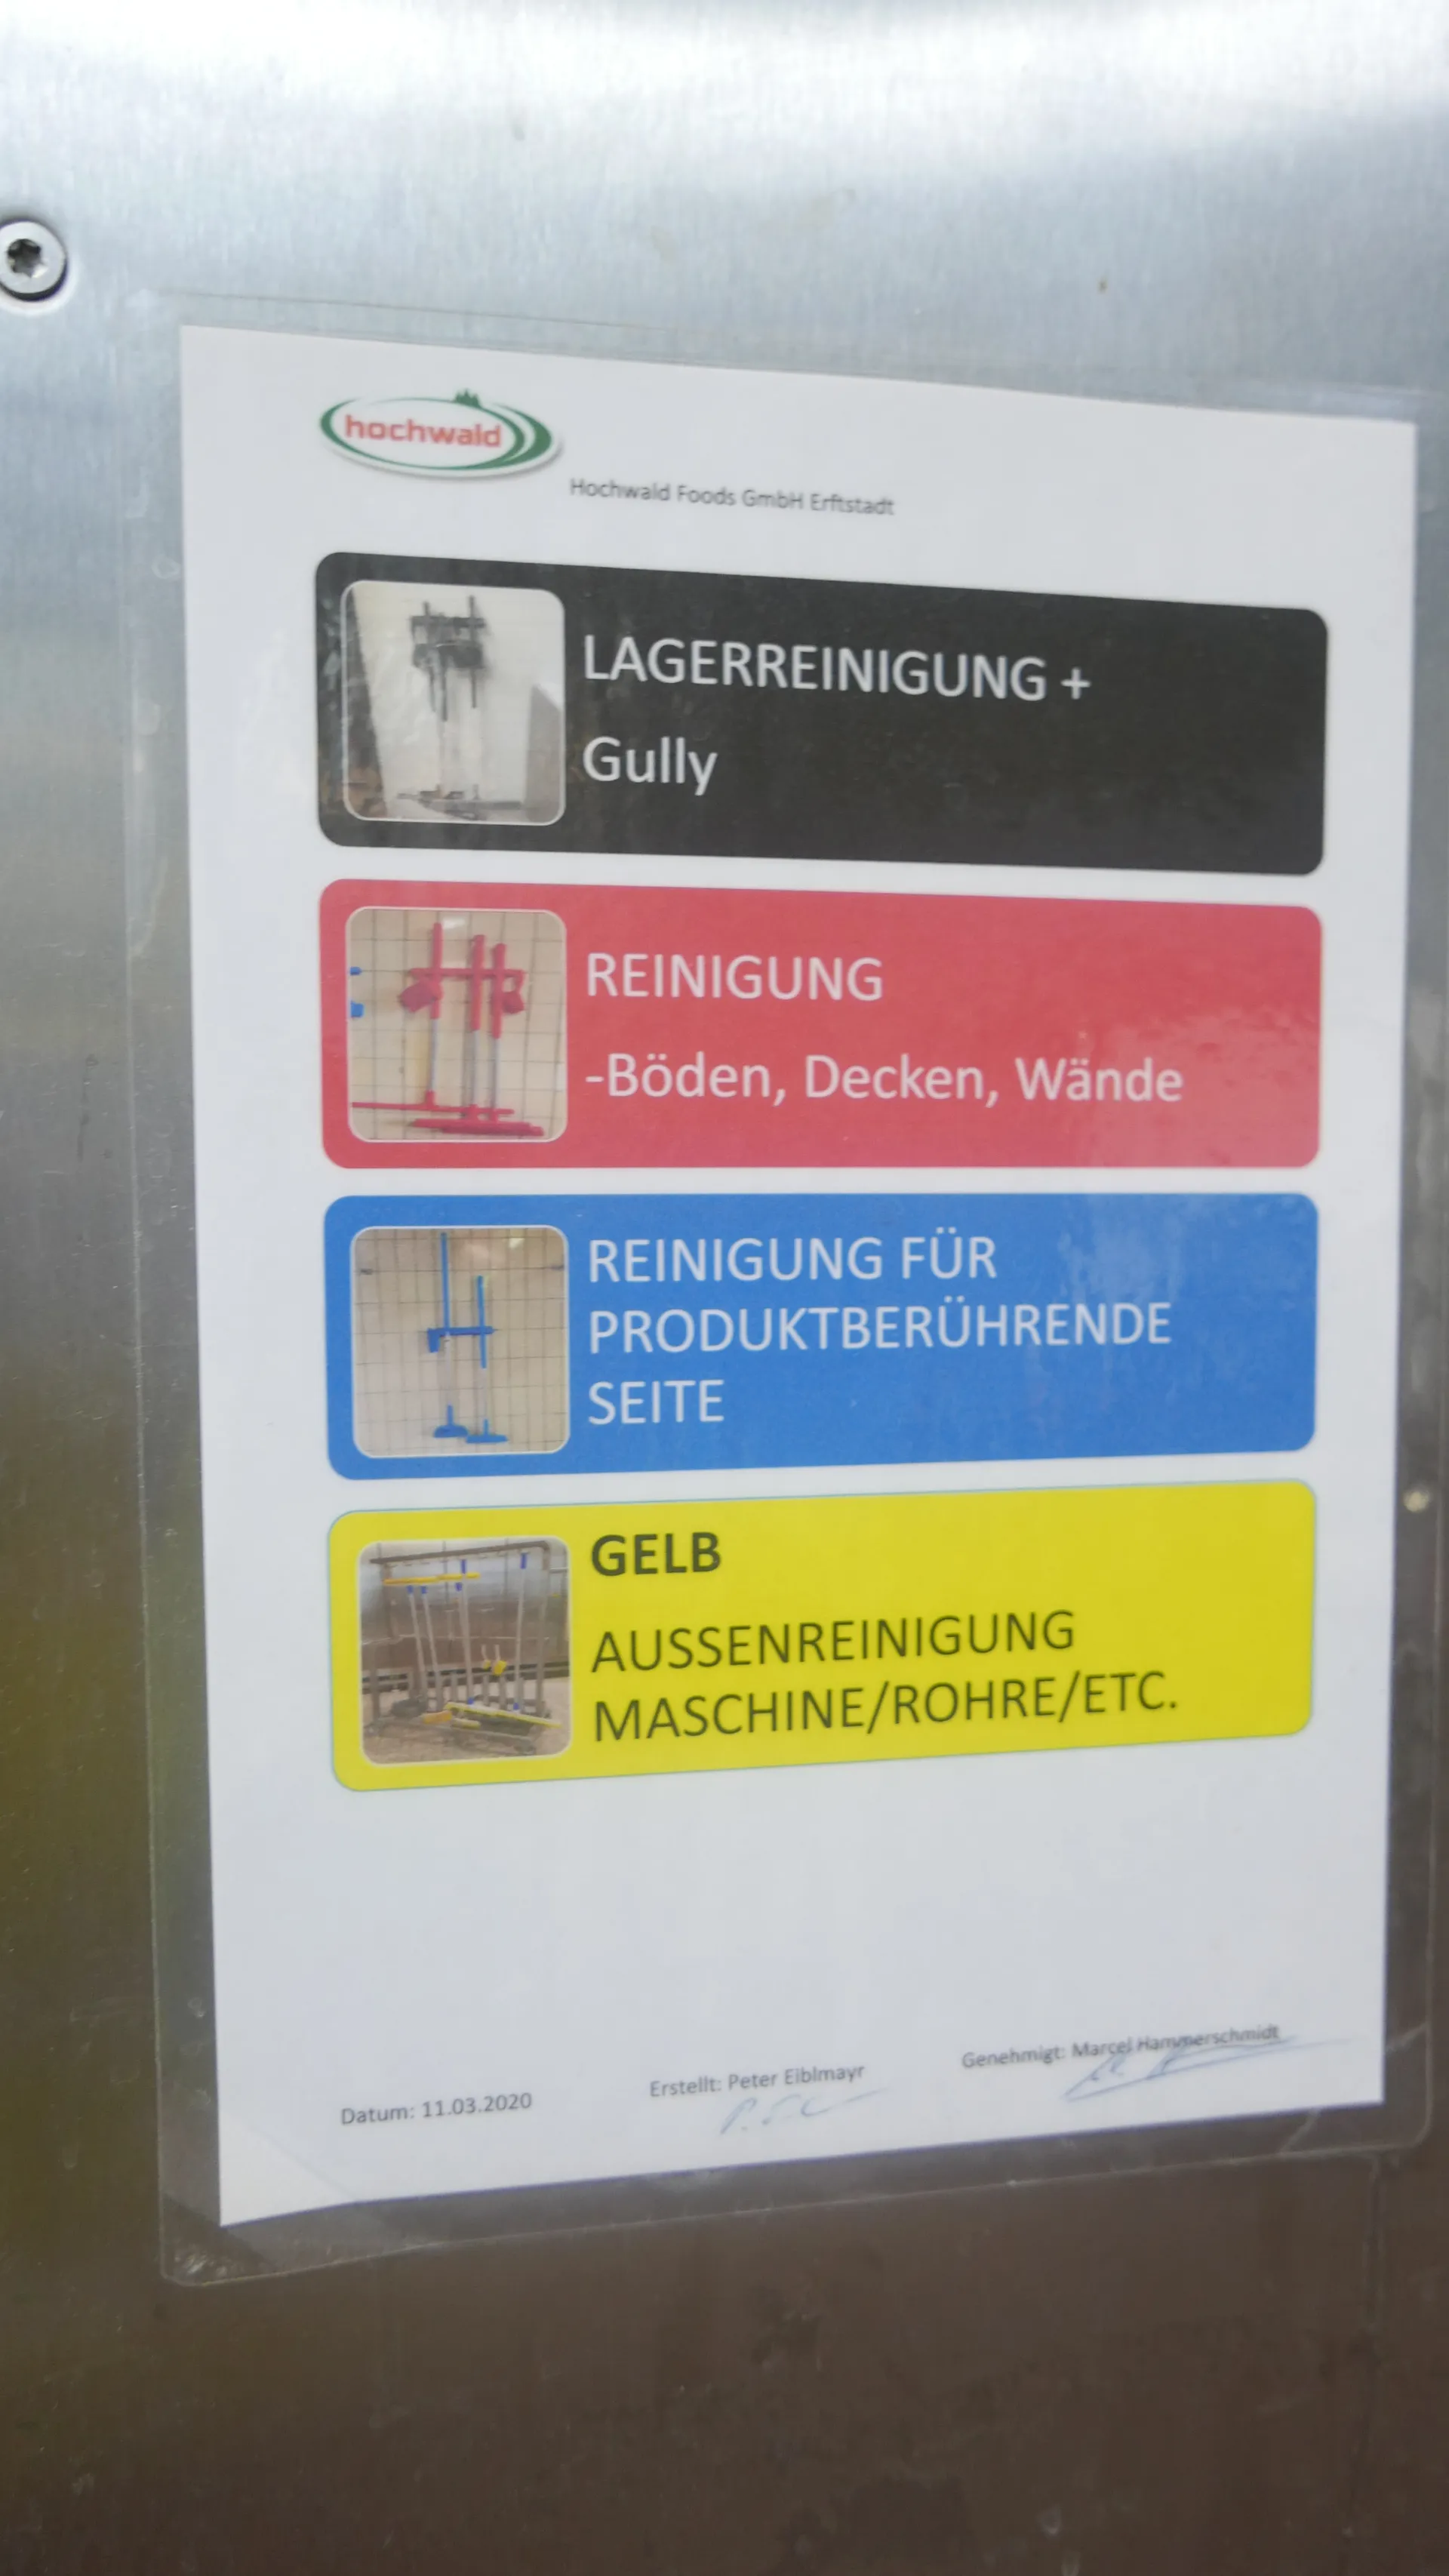 hochwald
Hochwald Foods GmbH Erftstadt
LAGERREINIGUNG +
Gully
REINIGUNG
-Böden, Decken, Wände
REINIGUNG FÜR
PRODUKTBERÜHRENDE
SEITE
GELB
AUSSENREINIGUNG
MASCHINE/ROHRE/ETC.
Datum: 11.03.2020
Erstellt: Peter Eiblmayr
Genehmigt: Marcel Hammerschmidt